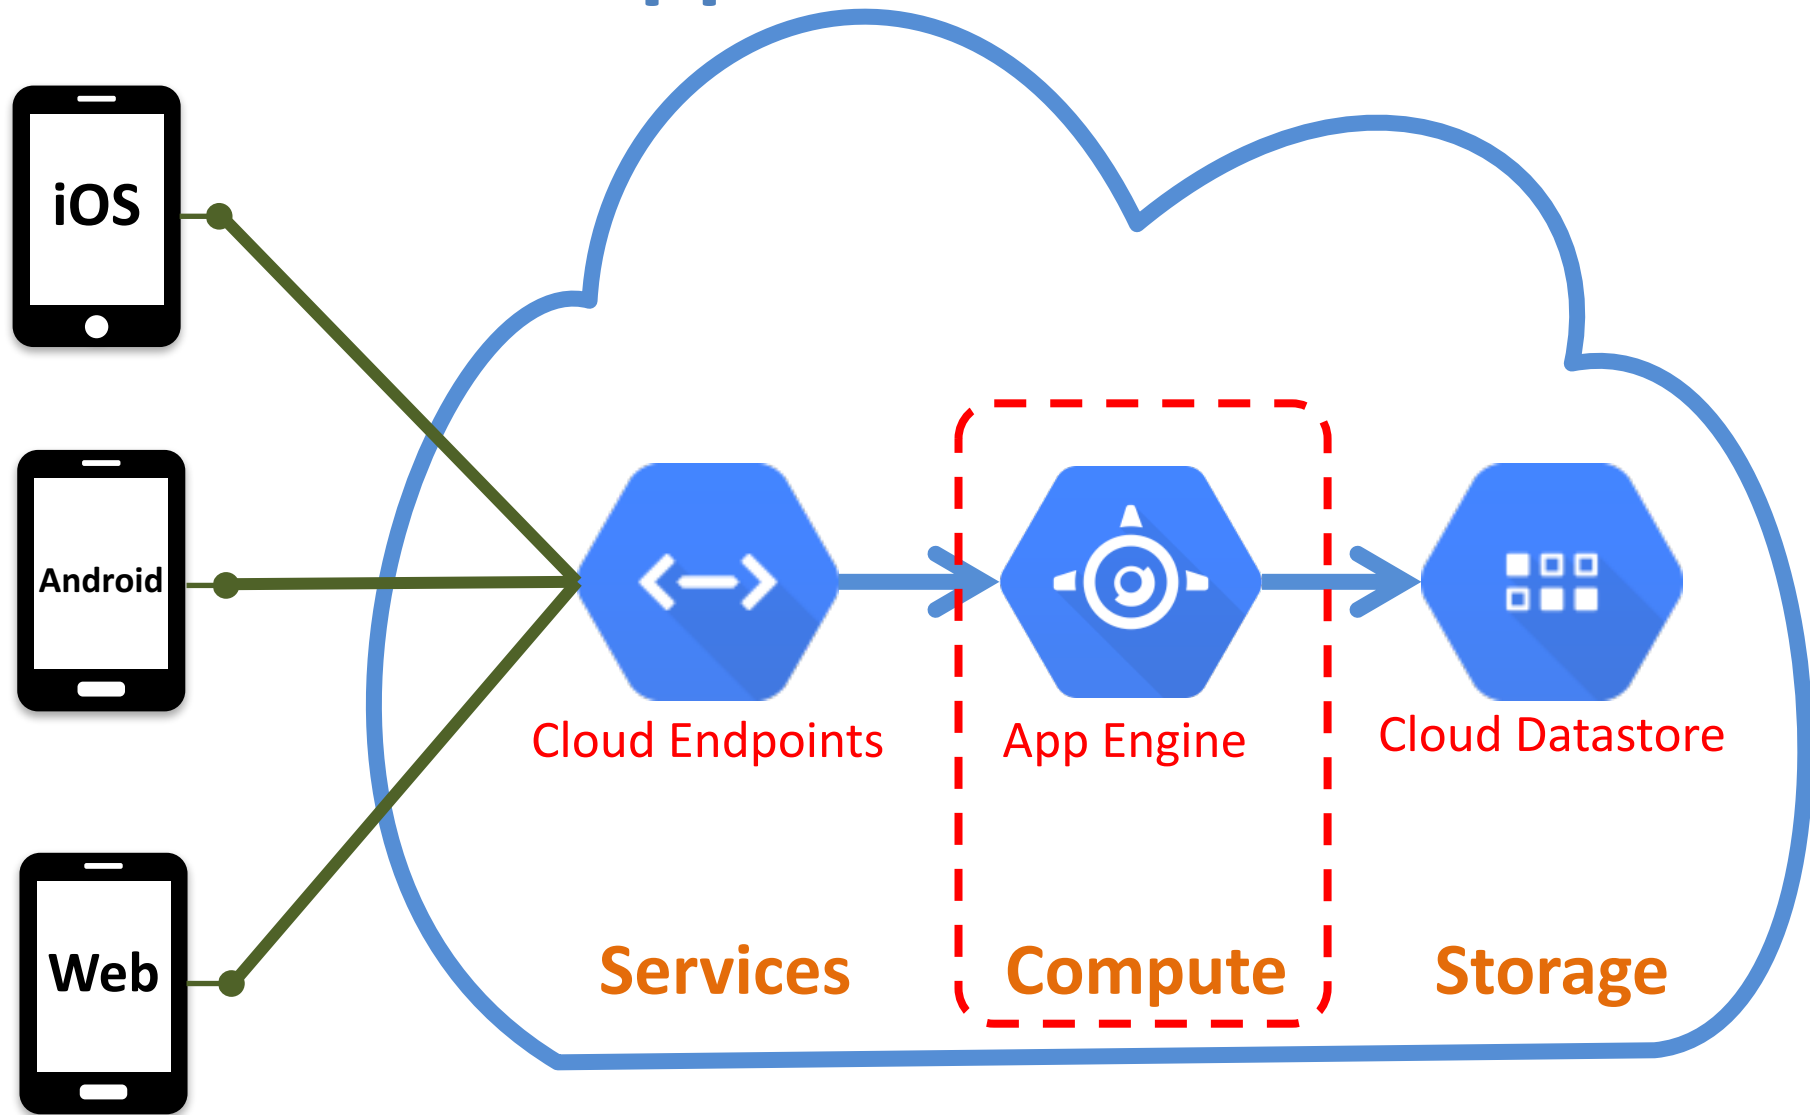 iOS
Android
Web
Cloud Endpoints
App Engine
Cloud Datastore
Services
Compute
Storage